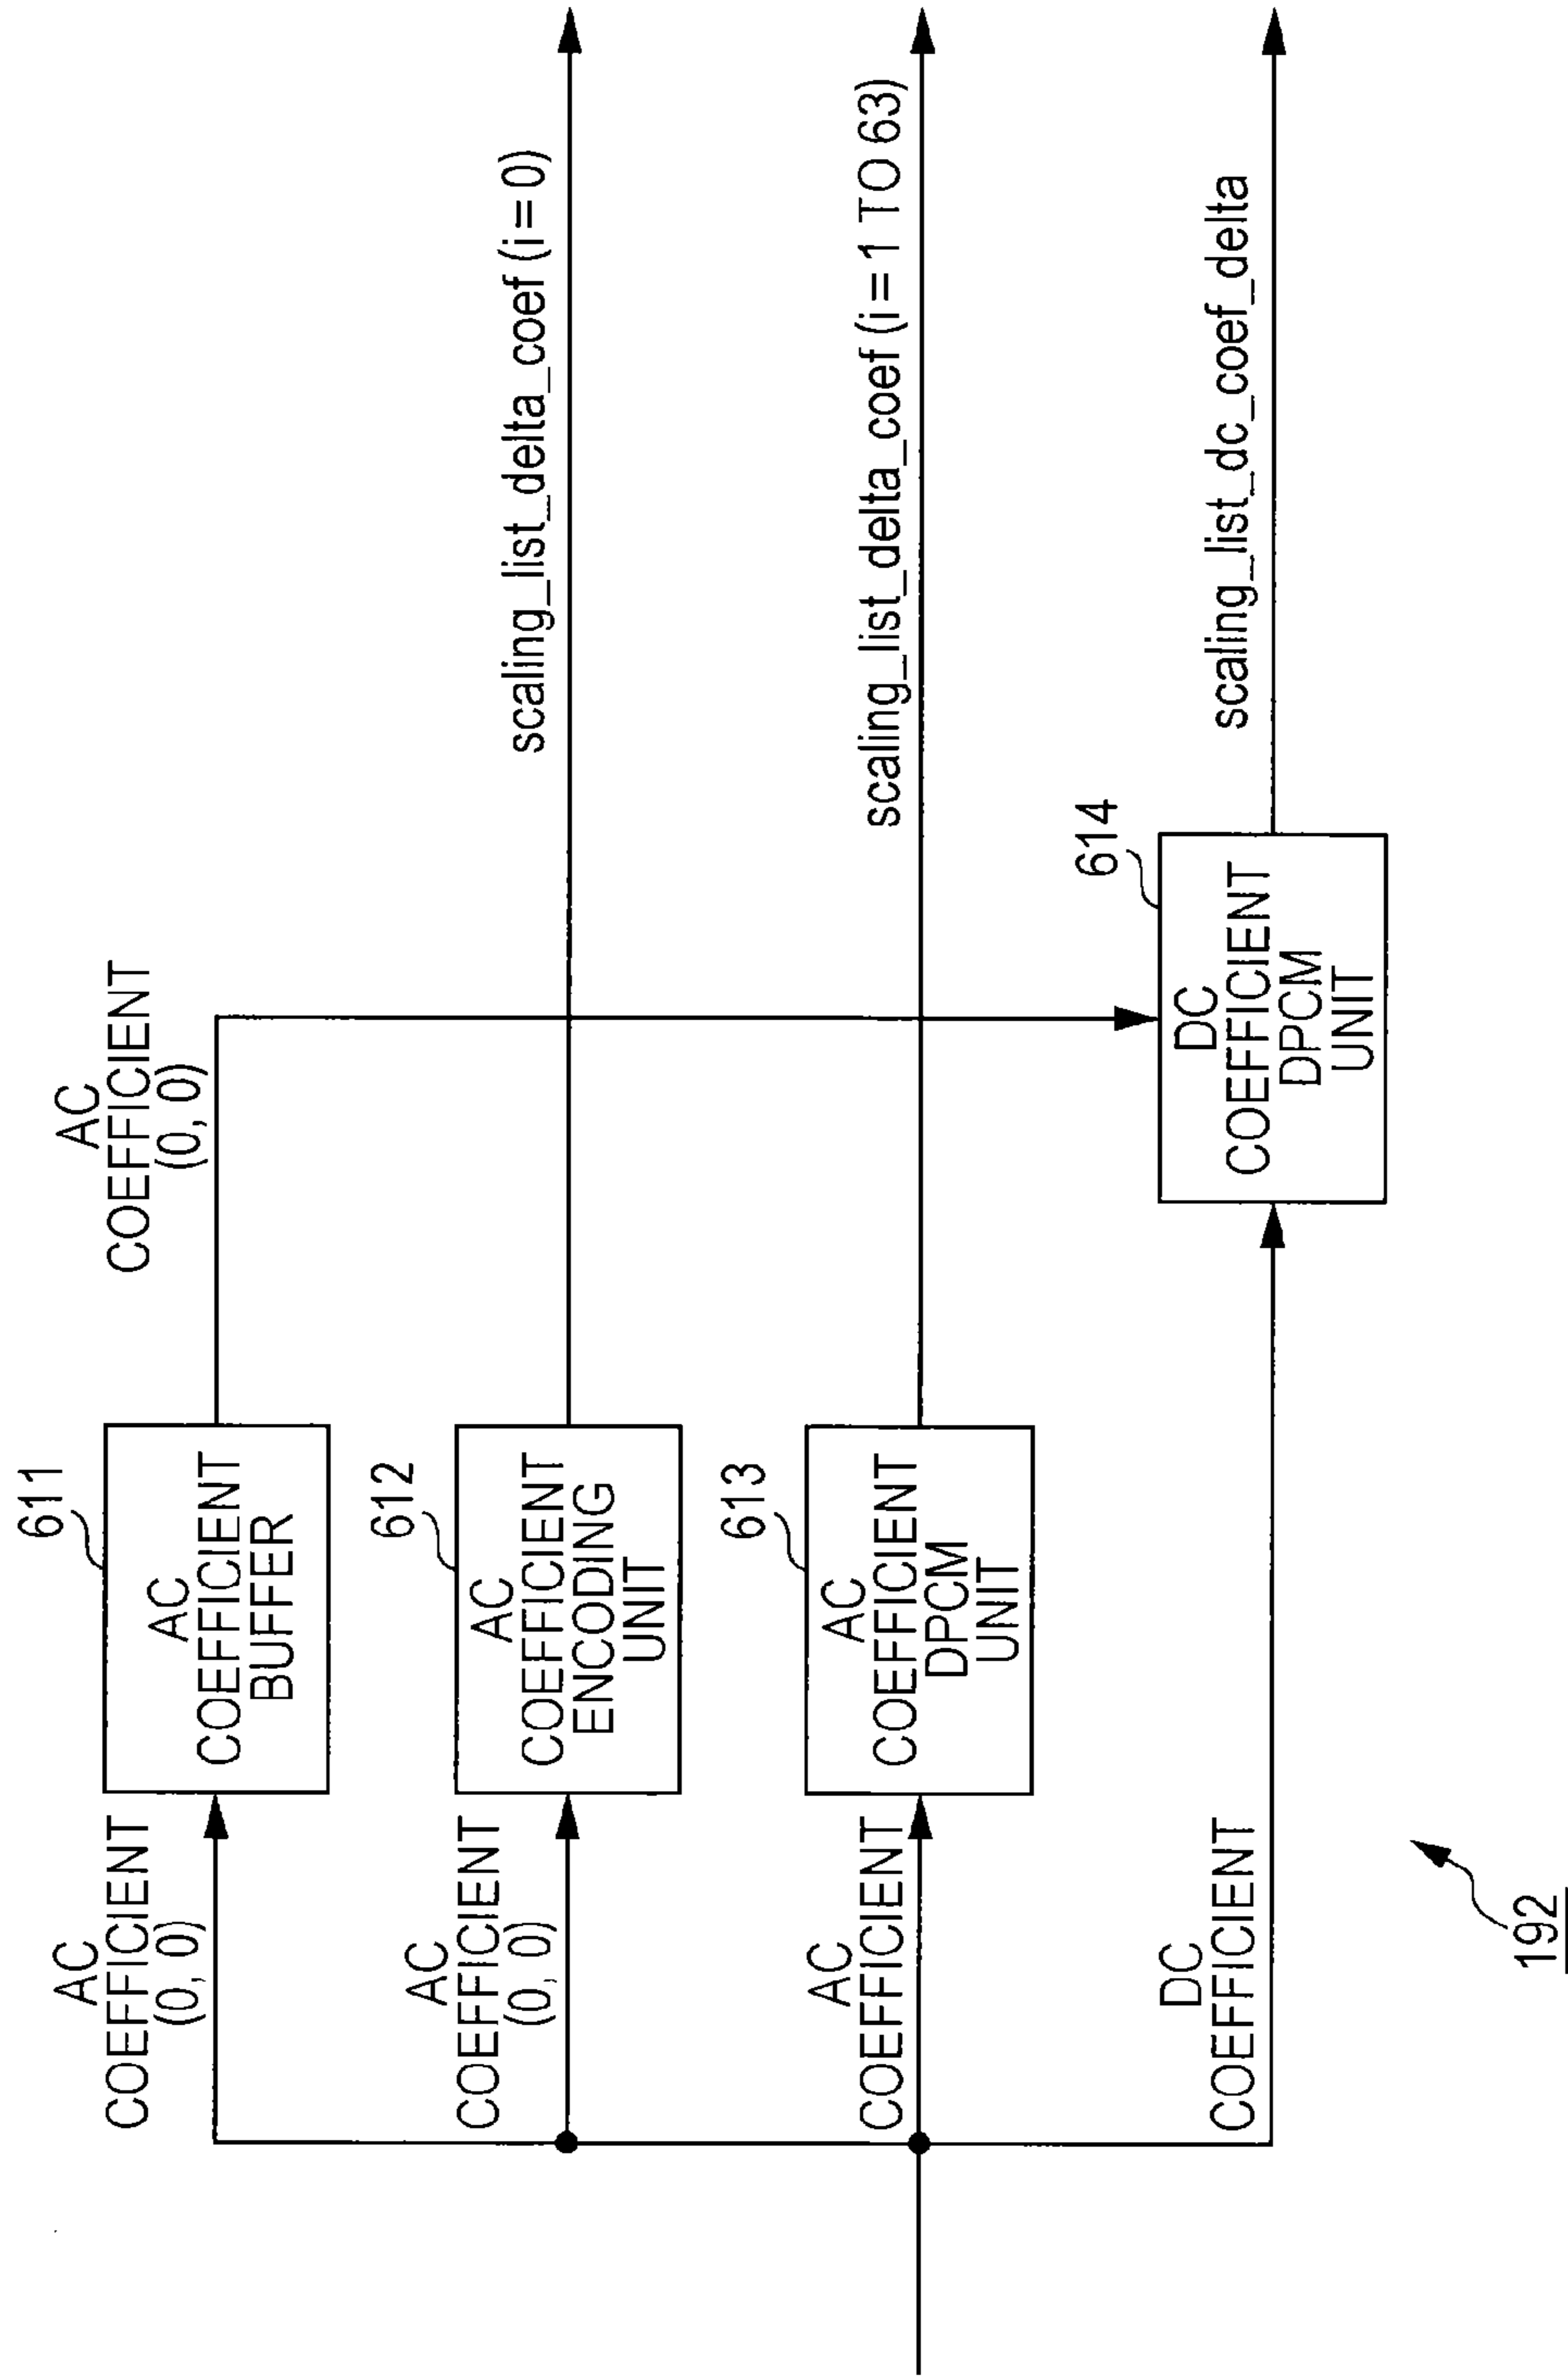 AC
COEFFICIENT
(0, 0)
611
AC
COEFFICIENT
BUFFER
AC
COEFFICIENT
(0, 0)
AC
COEFFICIENT
(0, 0)
612
AC
COEFFICIENT
ENCODING
UNIT
scaling_list_delta_coef (i = 0)
AC
COEFFICIENT
613
AC
COEFFICIENT
DPCM
UNIT
scaling_list_delta_coef (i = 1 TO 63)
DC
COEFFICIENT
614
DC
COEFFICIENT
DPCM
UNIT
scaling_list_dc_coef_delta
192